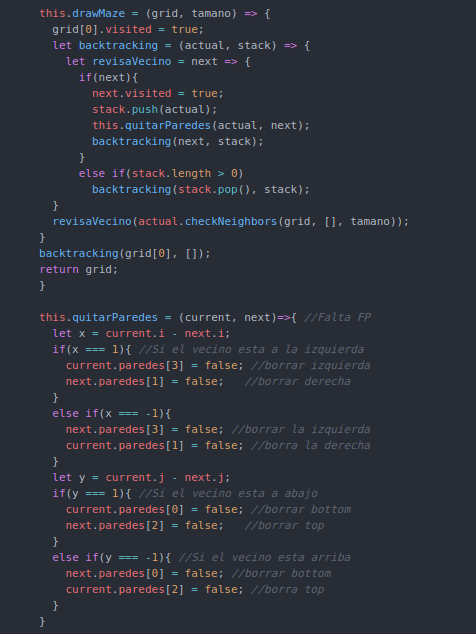 this.drawMaze = (grid, tamano) => {
grid[0].visited = true;
let backtracking = (actual, stack) => {
let revisaVecino = next => {
if(next){
next.visited = true;
stack.push(actual);
this.quitarParedes(actual, next);
backtracking(next, stack);
}
else if(stack.length > 0)
backtracking(stack.pop(), stack);
}
revisaVecino(actual.checkNeighbors(grid, [], tamano));
}
backtracking(grid[0], []);
return grid;
}
this.quitarParedes = (current, next)=>{ //Falta FP
let x = current.i - next.i;
if(x === 1){ //Si el vecino esta a la izquierda
current.paredes[3] = false; //borrar izquierda
next.paredes[1] = false; //borrar derecha
}
else if(x === -1){
next.paredes[3] = false; //borrar la izquierda
current.paredes[1] = false; //borra la derecha
}
let y = current.j - next.j;
if(y === 1){ //Si el vecino esta a abajo
current.paredes[0] = false; //borrar bottom
next.paredes[2] = false; //borrar top
}
else if(y === -1){ //Si el vecino esta arriba
next.paredes[0] = false; //borrar bottom
current.paredes[2] = false; //borra top
}
}